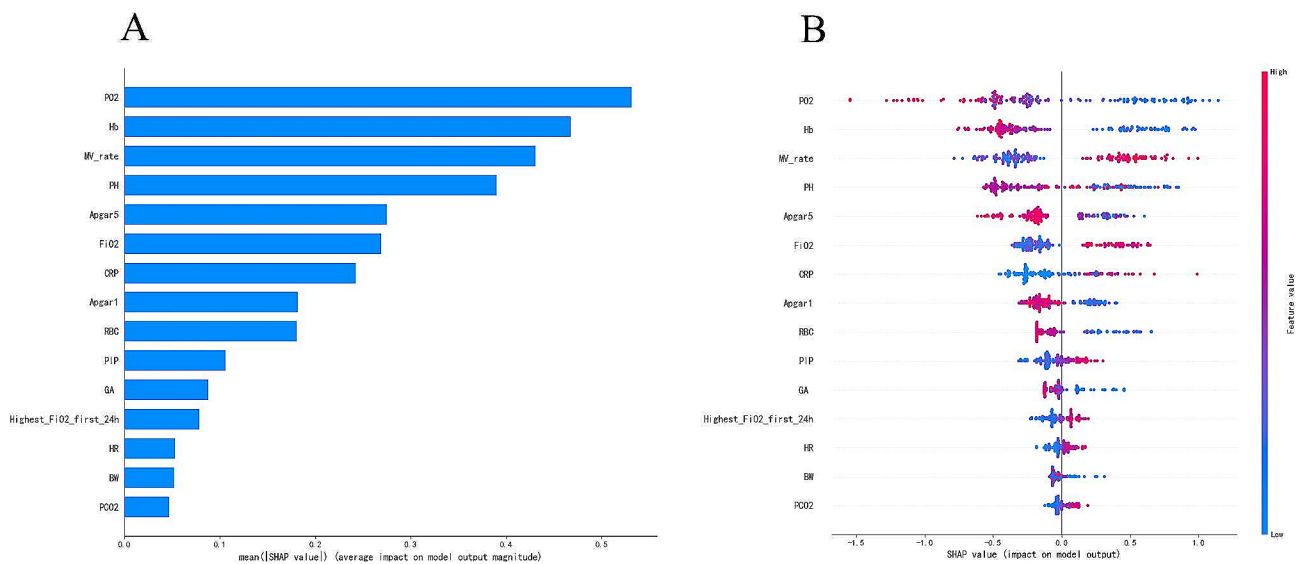 A
PO2
Hb
MV_rate
PH
Apgar5
FiO2
CRP
Apgar1
RBC
PIP
GA
Highest_FiO2_first_24h
HR
BW
PCO2
0.0 0.1 0.2 0.3 0.4 0.5
mean(|SHAP value|) (average impact on model output magnitude)
B
High
PO2
Hb
MV_rate
PH
Apgar5
FiO2
CRP
Apgar1
RBC
PIP
GA
Highest_FiO2_first_24h
HR
BW
PCO2
Low
Feature value
-1.5 -1.0 -0.5 0.0 0.5 1.0
SHAP value (impact on model output)